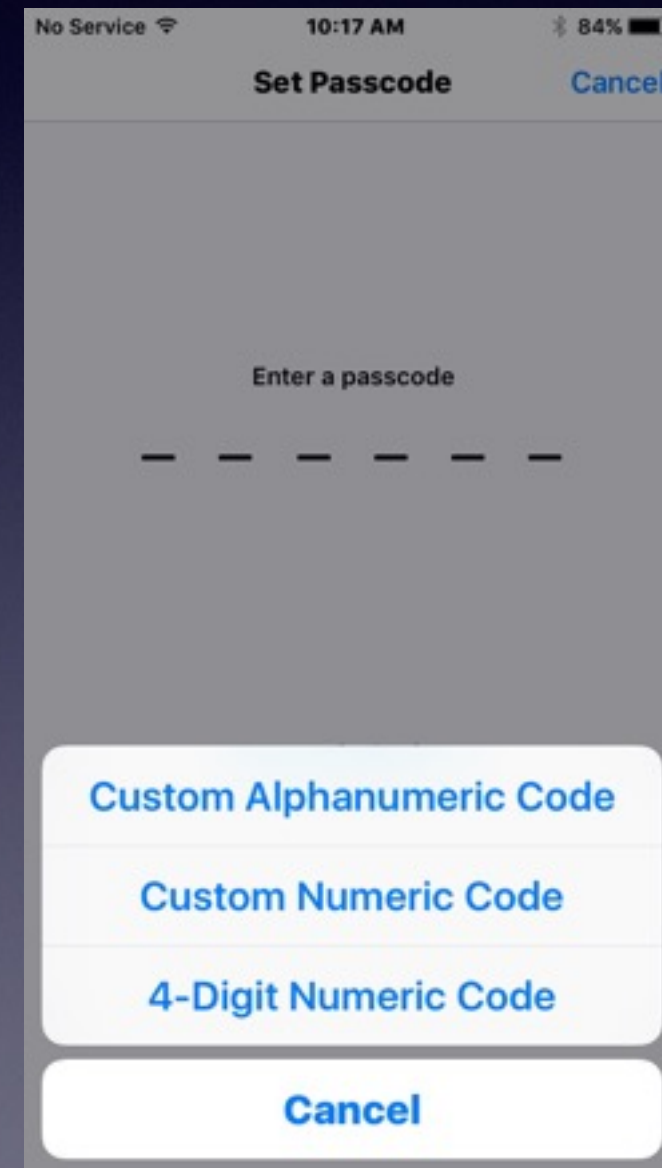 No Service 10:17 AM 84%
Set Passcode Cancel
Enter a passcode
Custom Alphanumeric Code
Custom Numeric Code
4-Digit Numeric Code
Cancel